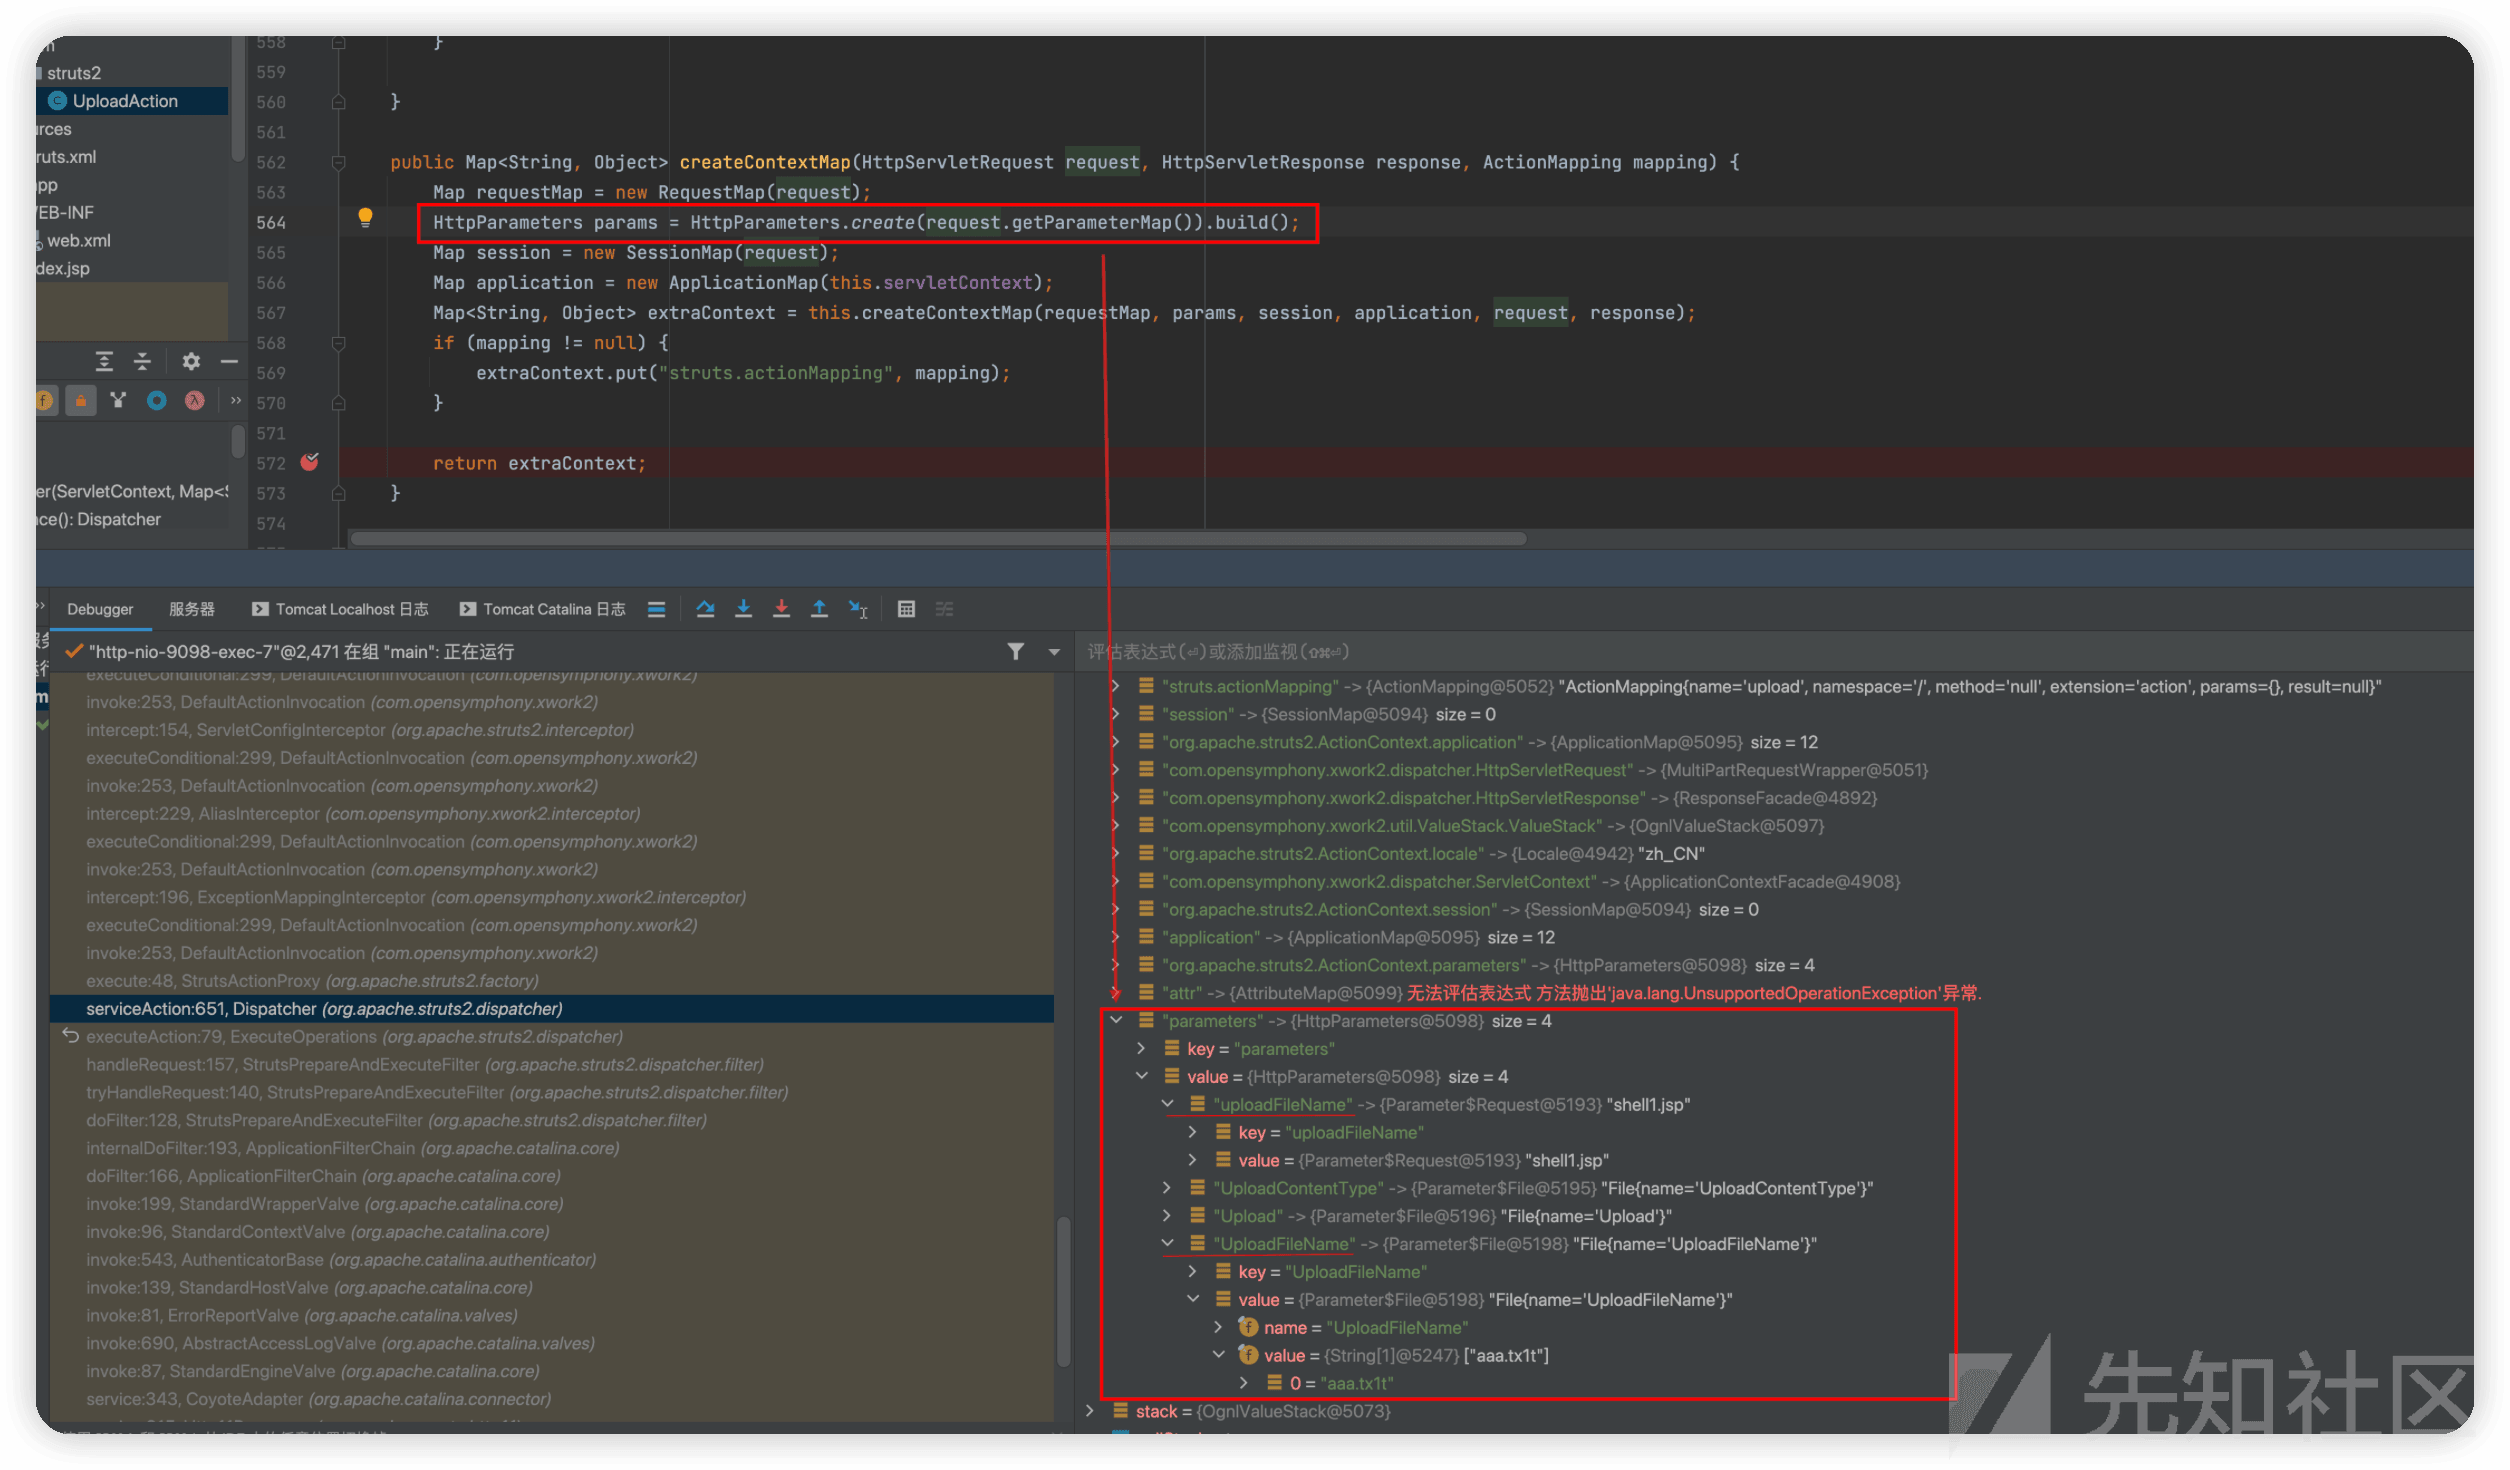 558 }
struts2
559
UploadAction
560 }
urces
561
ruts.xml
562 public Map<String, Object> createContextMap(HttpServletRequest request, HttpServletResponse response, ActionMapping mapping) {
app
563 Map requestMap = new RequestMap(request);
EB-INF
564 HttpParameters params = HttpParameters.create(request.getParameterMap()).build();
web.xml
565 Map session = new SessionMap(request);
dex.jsp
566 Map application = new ApplicationMap(this.servletContext);
567 Map<String, Object> extraContext = this.createContextMap(requestMap, params, session, application, request, response);
568 if (mapping != null) {
569 extraContext.put("struts.actionMapping", mapping);
570 }
571
572 return extraContext;
er(ServletContext, Map<S
573 }
nce(): Dispatcher
574
Debugger 服务器 Tomcat Localhost 日志 Tomcat Catalina 日志
"http-nio-9098-exec-7"@2,471 在组 "main": 正在运行
评估表达式(⏎)或添加监视(⇧⌘⏎)
executeConditional:299, DefaultActionInvocation (com.opensymphony.xwork2)
invoke:253, DefaultActionInvocation (com.opensymphony.xwork2)
intercept:154, ServletConfigInterceptor (org.apache.struts2.interceptor)
executeConditional:299, DefaultActionInvocation (com.opensymphony.xwork2)
invoke:253, DefaultActionInvocation (com.opensymphony.xwork2)
intercept:229, AliasInterceptor (com.opensymphony.xwork2.interceptor)
executeConditional:299, DefaultActionInvocation (com.opensymphony.xwork2)
invoke:253, DefaultActionInvocation (com.opensymphony.xwork2)
intercept:196, ExceptionMappingInterceptor (com.opensymphony.xwork2.interceptor)
executeConditional:299, DefaultActionInvocation (com.opensymphony.xwork2)
invoke:253, DefaultActionInvocation (com.opensymphony.xwork2)
execute:48, StrutsActionProxy (org.apache.struts2.factory)
serviceAction:651, Dispatcher (org.apache.struts2.dispatcher)
executeAction:79, ExecuteOperations (org.apache.struts2.dispatcher)
handleRequest:157, StrutsPrepareAndExecuteFilter (org.apache.struts2.dispatcher.filter)
tryHandleRequest:140, StrutsPrepareAndExecuteFilter (org.apache.struts2.dispatcher.filter)
doFilter:128, StrutsPrepareAndExecuteFilter (org.apache.struts2.dispatcher.filter)
internalDoFilter:193, ApplicationFilterChain (org.apache.catalina.core)
doFilter:166, ApplicationFilterChain (org.apache.catalina.core)
invoke:199, StandardWrapperValve (org.apache.catalina.core)
invoke:96, StandardContextValve (org.apache.catalina.core)
invoke:543, AuthenticatorBase (org.apache.catalina.authenticator)
invoke:139, StandardHostValve (org.apache.catalina.core)
invoke:81, ErrorReportValve (org.apache.catalina.valves)
invoke:690, AbstractAccessLogValve (org.apache.catalina.valves)
invoke:87, StandardEngineValve (org.apache.catalina.core)
service:343, CoyoteAdapter (org.apache.catalina.connector)
"struts.actionMapping" -> {ActionMapping@5052} "ActionMapping{name='upload', namespace='/', method='null', extension='action', params={}, result=null}"
"session" -> {SessionMap@5094} size = 0
"org.apache.struts2.ActionContext.application" -> {ApplicationMap@5095} size = 12
"com.opensymphony.xwork2.dispatcher.HttpServletRequest" -> {MultiPartRequestWrapper@5051}
"com.opensymphony.xwork2.dispatcher.HttpServletResponse" -> {ResponseFacade@4892}
"com.opensymphony.xwork2.util.ValueStack.ValueStack" -> {OgnlValueStack@5097}
"org.apache.struts2.ActionContext.locale" -> {Locale@4942} "zh_CN"
"com.opensymphony.xwork2.dispatcher.ServletContext" -> {ApplicationContextFacade@4908}
"org.apache.struts2.ActionContext.session" -> {SessionMap@5094} size = 0
"application" -> {ApplicationMap@5095} size = 12
"org.apache.struts2.ActionContext.parameters" -> {HttpParameters@5098} size = 4
"attr" -> {AttributeMap@5099} 无法评估表达式 方法抛出'java.lang.UnsupportedOperationException'异常.
"parameters" -> {HttpParameters@5098} size = 4
key = "parameters"
value = {HttpParameters@5098} size = 4
"uploadFileName" -> {Parameter$Request@5193} "shell1.jsp"
key = "uploadFileName"
value = {Parameter$Request@5193} "shell1.jsp"
"UploadContentType" -> {Parameter$File@5195} "File{name='UploadContentType'}"
"Upload" -> {Parameter$File@5196} "File{name='Upload'}"
"UploadFileName" -> {Parameter$File@5198} "File{name='UploadFileName'}"
key = "UploadFileName"
value = {Parameter$File@5198} "File{name='UploadFileName'}"
name = "UploadFileName"
value = {String[1]@5247} ["aaa.tx1t"]
0 = "aaa.tx1t"
stack = {OgnlValueStack@5073}
先知社区